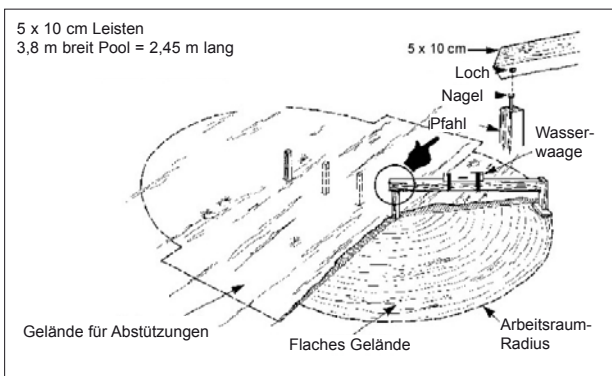 5 x 10 cm Leisten
3,8 m breit Pool = 2,45 m lang
5 x 10 cm
Loch
Nagel
Pfahl
Wasser-
waage
Gelände für Abstützungen
Flaches Gelände
Arbeitsraum-
Radius